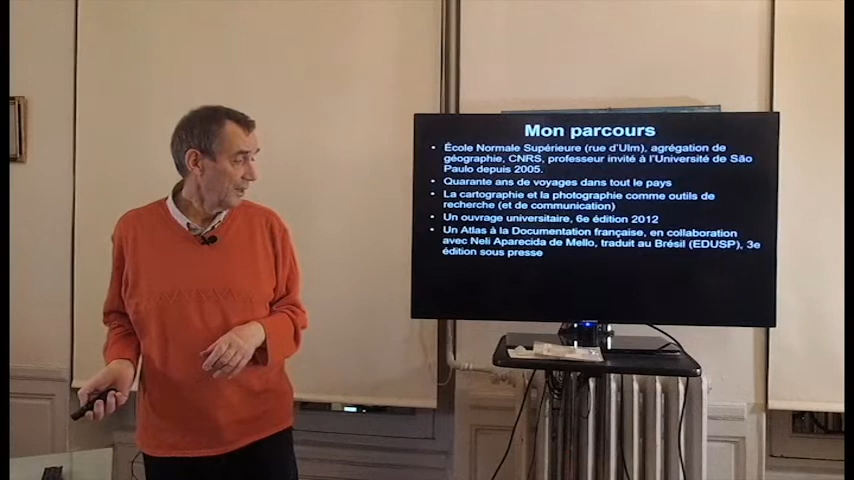 Mon parcours
• École Normale Supérieure (rue d'Ulm), agrégation de
géographie, CNRS, professeur invité à l'Université de São
Paulo depuis 2005.
• Quarante ans de voyages dans tout le pays
• La cartographie et la photographie comme outils de
recherche (et de communication)
• Un ouvrage universitaire, 6e édition 2012
• Un Atlas à la Documentation française, en collaboration
avec Neli Aparecida de Mello, traduit au Brésil (EDUSP), 3e
édition sous presse